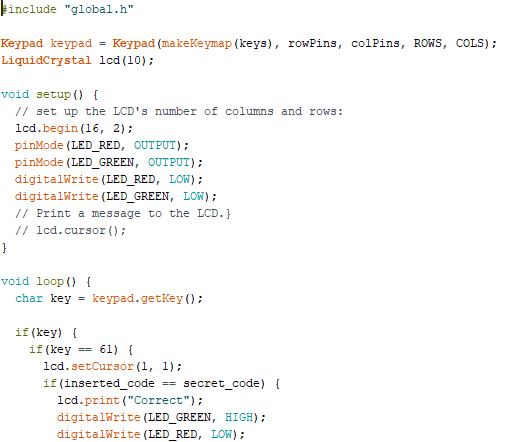 #include "global.h"
Keypad keypad = Keypad(makeKeymap(keys), rowPins, colPins, ROWS, COLS);
LiquidCrystal lcd(10);
void setup() {
// set up the LCD's number of columns and rows:
lcd.begin(16, 2);
pinMode(LED_RED, OUTPUT);
pinMode(LED_GREEN, OUTPUT);
digitalWrite(LED_RED, LOW);
digitalWrite(LED_GREEN, LOW);
// Print a message to the LCD.}
// lcd.cursor();
}
void loop() {
char key = keypad.getKey();
if(key) {
if(key == 61) {
lcd.setCursor(1, 1);
if(inserted_code == secret_code) {
lcd.print("Correct");
digitalWrite(LED_GREEN, HIGH);
digitalWrite(LED_RED, LOW);